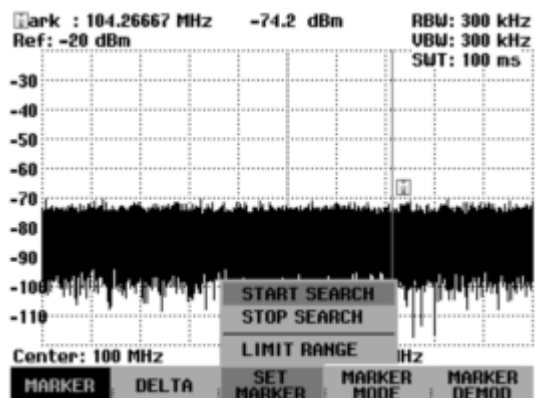 Mark : 104.26667 MHz -74.2 dBm RBW: 300 kHz
Ref: -20 dBm VBW: 300 kHz
SWT: 100 ms
-30
-40
-50
-60
-70
-80
-90
-100
-110
START SEARCH
STOP SEARCH
LIMIT RANGE
Center: 100 MHz
MARKER DELTA SET MARKER MARKER MODE MARKER DEMOD